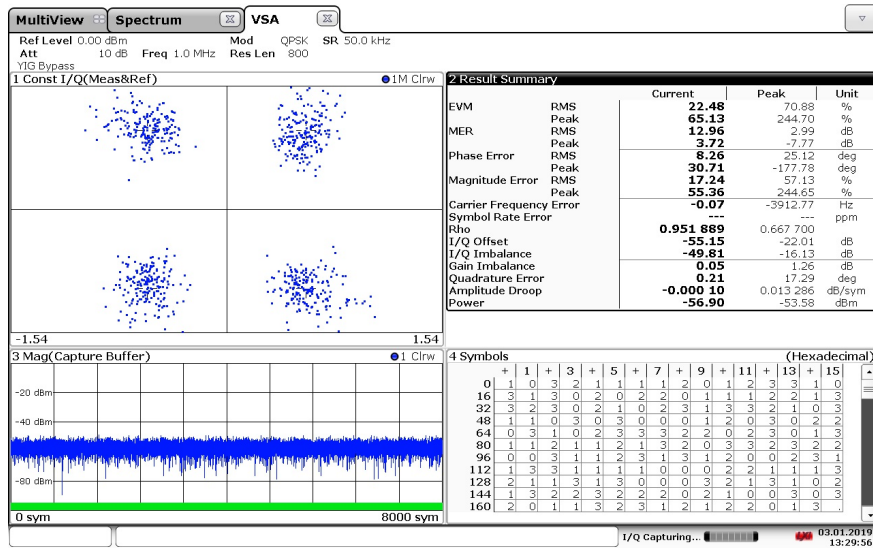 MultiView Spectrum VSA
Ref Level 0.00 dBm Mod QPSK SR 50.0 kHz
Att 10 dB Freq 1.0 MHz Res Len 800
YIG Bypass
1 Const I/Q(Meas&Ref) 1M Clrw
-1.54 1.54
2 Result Summary
Current Peak Unit
EVM RMS 22.48 70.88 %
Peak 65.13 244.70 %
MER RMS 12.96 2.99 dB
Peak 3.72 -7.77 dB
Phase Error RMS 8.26 25.12 deg
Peak 30.71 -177.78 deg
Magnitude Error RMS 17.24 57.13 %
Peak 55.36 244.65 %
Carrier Frequency Error -0.07 -3912.77 Hz
Symbol Rate Error --- --- ppm
Rho 0.951 889 0.667 700
I/Q Offset -55.15 -22.01 dB
I/Q Imbalance -49.81 -16.13 dB
Gain Imbalance 0.05 1.26 dB
Quadrature Error 0.21 17.29 deg
Amplitude Droop -0.000 10 0.013 286 dB/sym
Power -56.90 -53.58 dBm
3 Mag(Capture Buffer) 1 Clrw
-20 dBm
-40 dBm
-80 dBm
0 sym 8000 sym
4 Symbols (Hexadecimal)
+ 1 + 3 + 5 + 7 + 9 + 11 + 13 + 15
0 1 0 3 2 1 1 1 1 2 0 1 2 3 3 1 0
16 3 1 3 0 2 0 2 2 0 1 1 1 2 2 1 3
32 3 2 3 0 2 1 0 2 3 1 3 3 2 1 0 3
48 1 1 0 3 0 3 0 0 0 1 2 0 3 0 2 2
64 0 3 1 0 2 3 3 3 2 2 0 2 3 0 1 3
80 1 1 2 1 1 2 1 3 2 0 3 3 2 3 2 2
96 0 0 3 1 1 2 3 1 3 1 2 0 0 2 3 1
112 1 3 3 1 1 1 1 0 0 0 2 2 1 1 1 3
128 2 1 1 3 1 3 0 0 0 3 2 1 3 1 0 2
144 1 3 2 2 3 2 2 2 0 2 1 0 0 3 0 3
160 2 0 1 1 3 2 2 3 1 2 1 2 2 1 3 .
I/Q Capturing... 03.01.2019
13:29:56